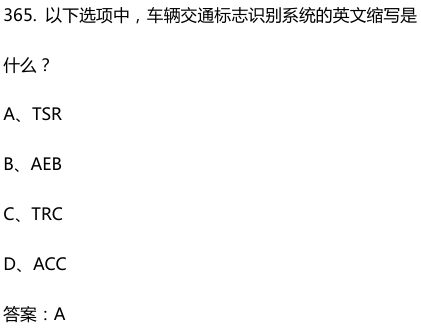 365. 以下选项中，车辆交通标志识别系统的英文缩写是
什么？
A、TSR
B、AEB
C、TRC
D、ACC
答案：A